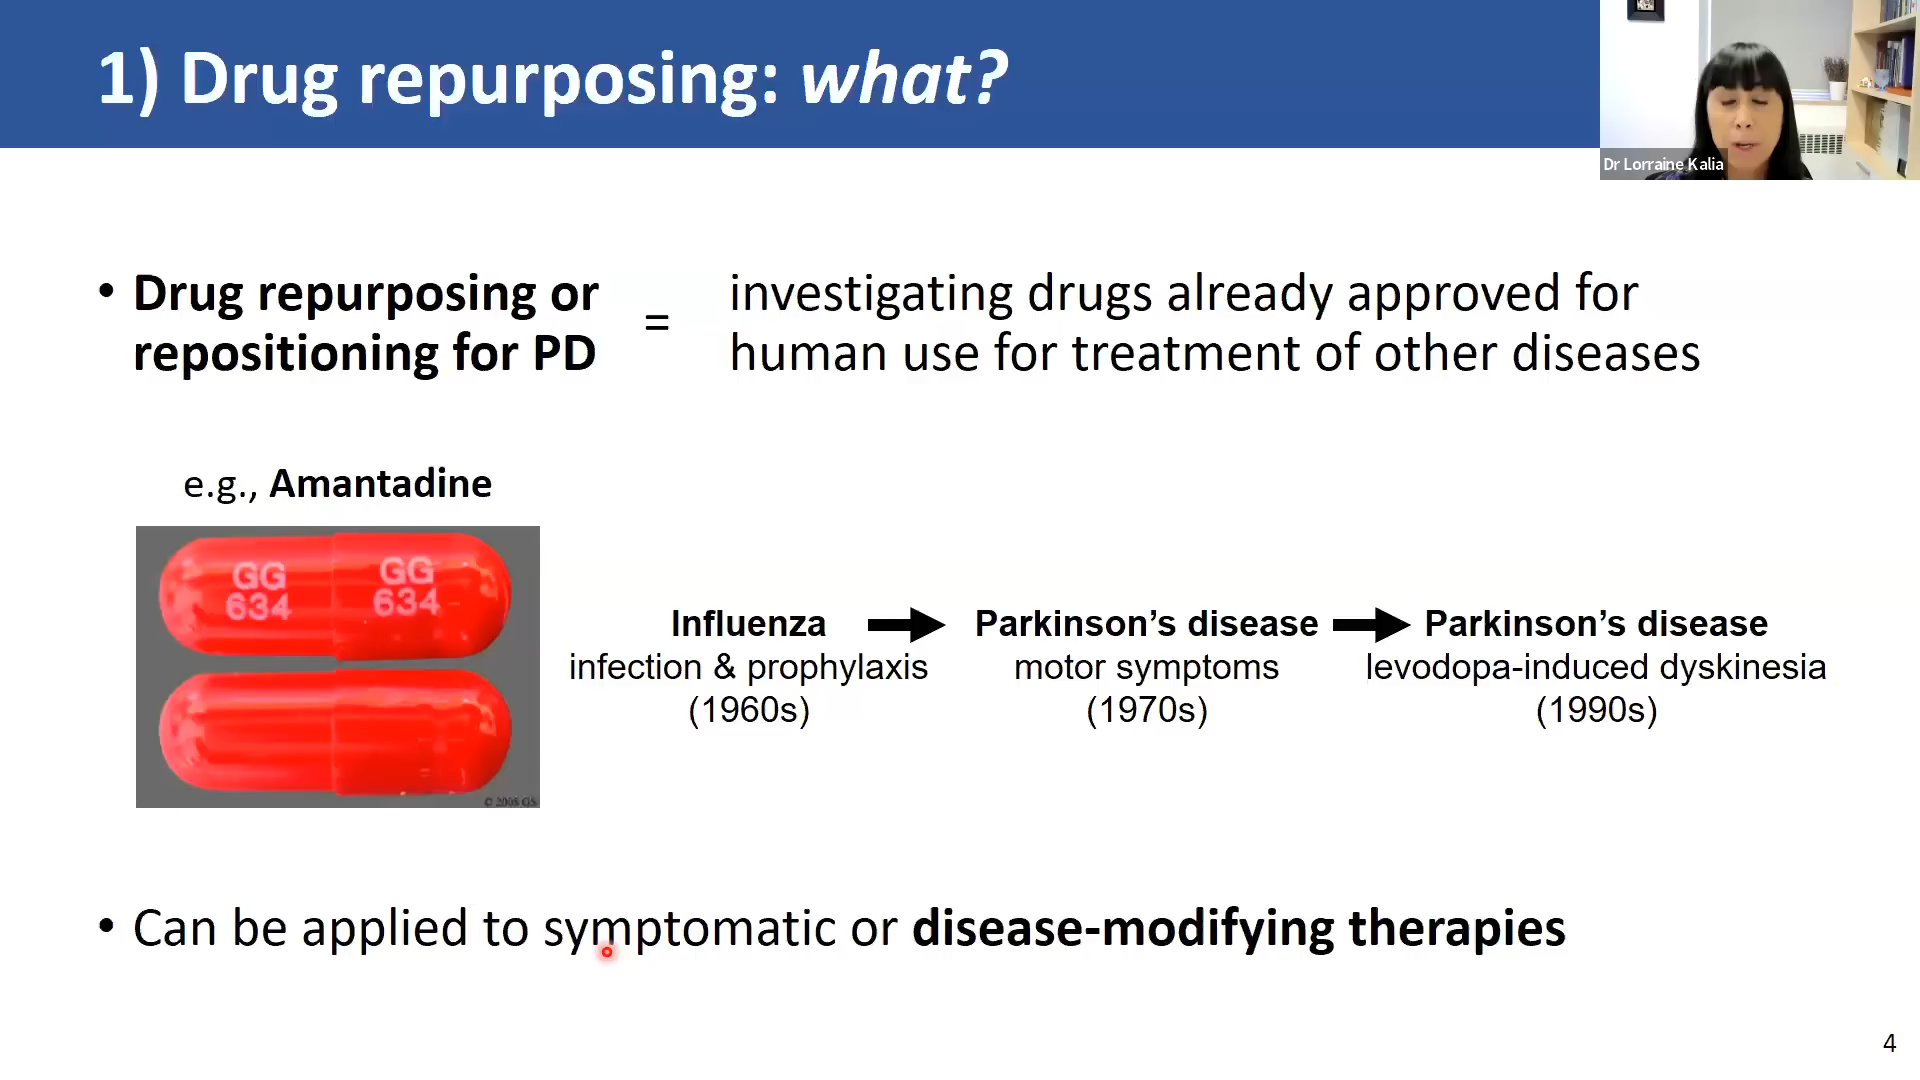 1) Drug repurposing: what?
Dr Lorraine Kalia
• Drug repurposing or
repositioning for PD
=
investigating drugs already approved for
human use for treatment of other diseases
e.g., Amantadine
GG
634
GG
634
© 2008 GS
Influenza
infection & prophylaxis
(1960s)
Parkinson’s disease
motor symptoms
(1970s)
Parkinson’s disease
levodopa-induced dyskinesia
(1990s)
• Can be applied to symptomatic or disease-modifying therapies
4